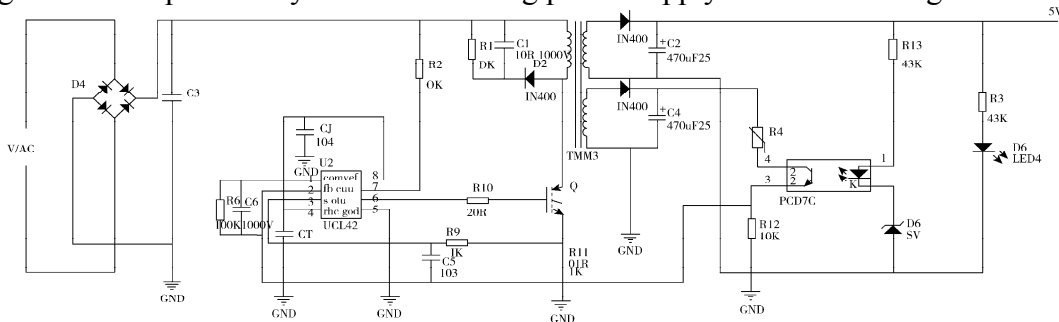 5V
R1
DK
C1
10R 1000V
D2
IN400
R2
OK
IN400
C2
470uF25
R13
43K
D4
C3
IN400
C4
470uF25
R3
43K
CJ
104
GND
TMM3
R4
D6
LED4
V/AC
U2
1 comvef 8
2 fb cuu 7
3 s otu 6
4 rhc god 5
UCL42
R6
C6
100K
1000V
R10
20R
Q
4
2
3
2
K
1
PCD7C
CT
R9
1K
C5
103
R11
01R
1K
R12
10K
D6
SV
GND
GND
GND
GND
GND
GND